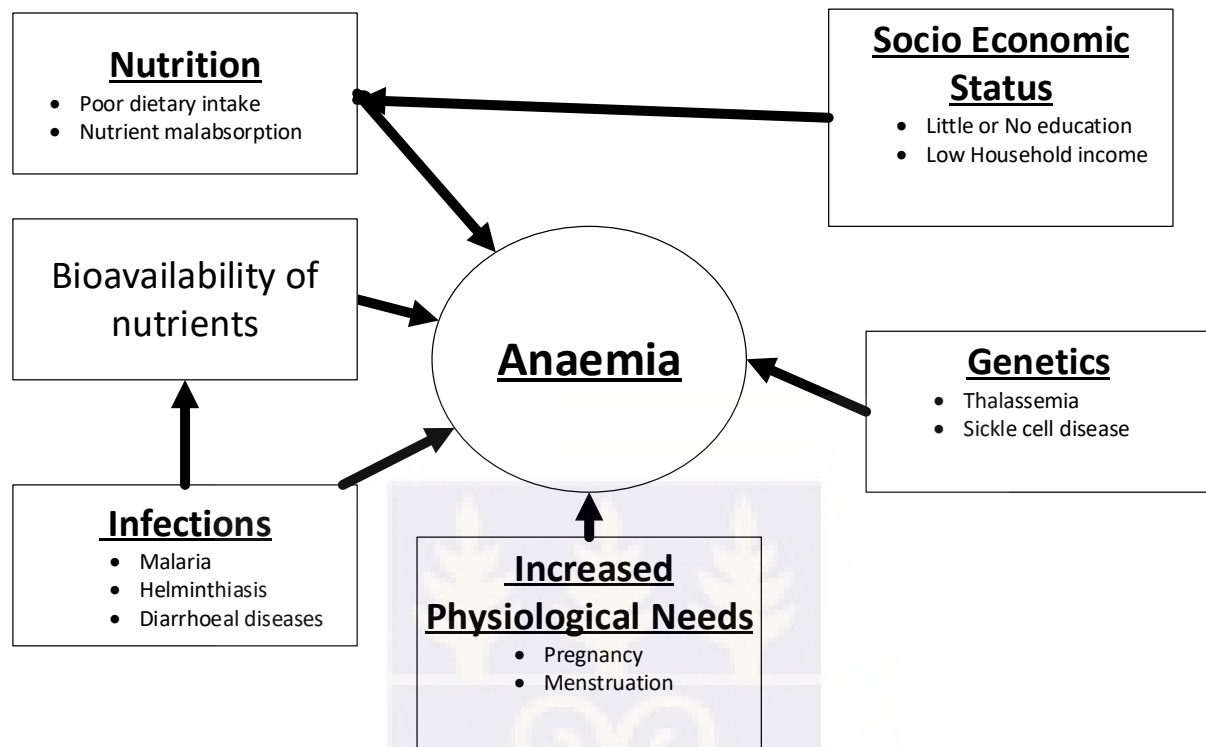 Nutrition
• Poor dietary intake
• Nutrient malabsorption
Socio Economic
Status
• Little or No education
• Low Household income
Bioavailability of
nutrients
Anaemia
Genetics
• Thalassemia
• Sickle cell disease
Infections
• Malaria
• Helminthiasis
• Diarrhoeal diseases
Increased
Physiological Needs
• Pregnancy
• Menstruation